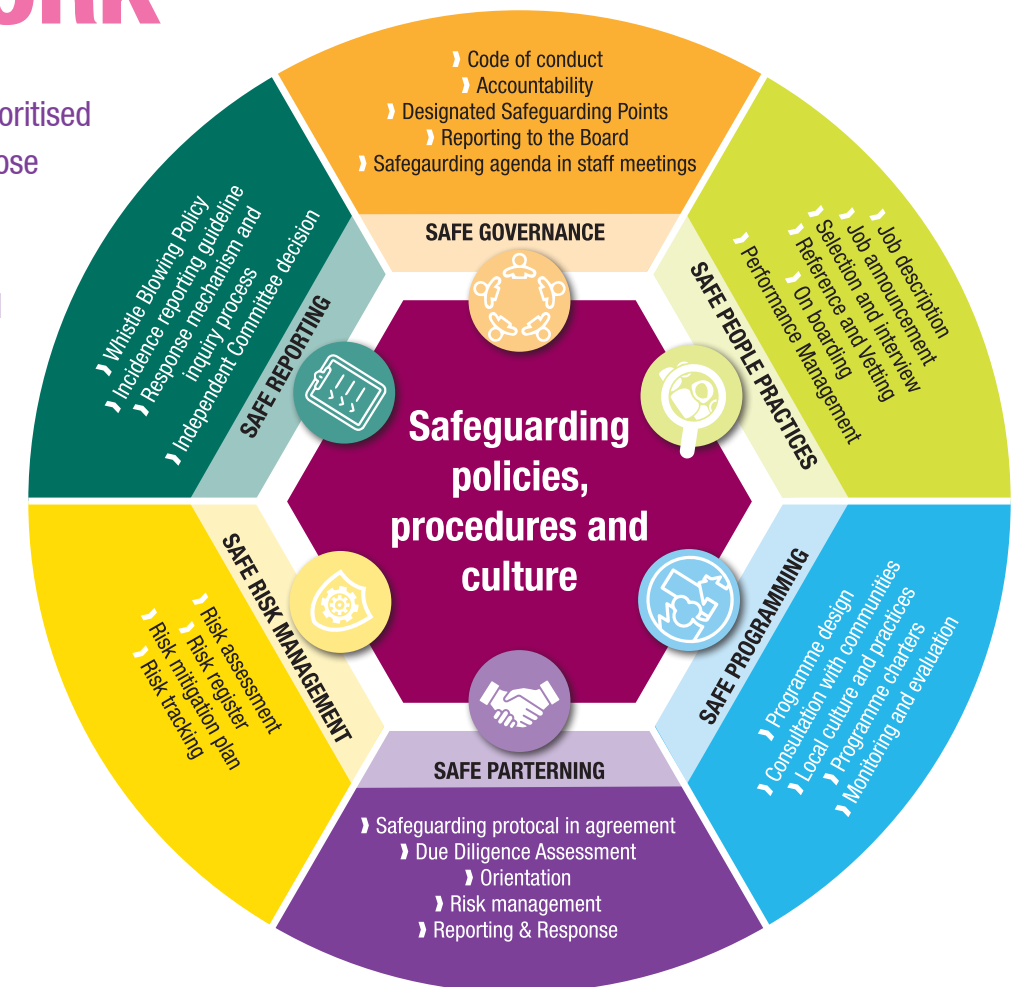 oritised
ose
Code of conduct
Accountability
Designated Safeguarding Points
Reporting to the Board
Safegaurding agenda in staff meetings
SAFE GOVERNANCE
Job description
Job announcement
Selection and interview
Reference and Vetting
On boarding
Performance Management
SAFE PEOPLE PRACTICES
Programme design
Consultation with communities
Local culture and practices
Programme charters
Monitoring and evaluation
SAFE PROGRAMMING
SAFE PARTERNING
Safeguarding protocal in agreement
Due Diligence Assessment
Orientation
Risk management
Reporting & Response
SAFE RISK MANAGEMENT
Risk assessment
Risk register
Risk mitigation plan
Risk tracking
Whistle Blowing Policy
Incidence reporting guideline
Response mechanism and
inquiry process
Independent Committee decision
SAFE REPORTING
Safeguarding
policies,
procedures and
culture